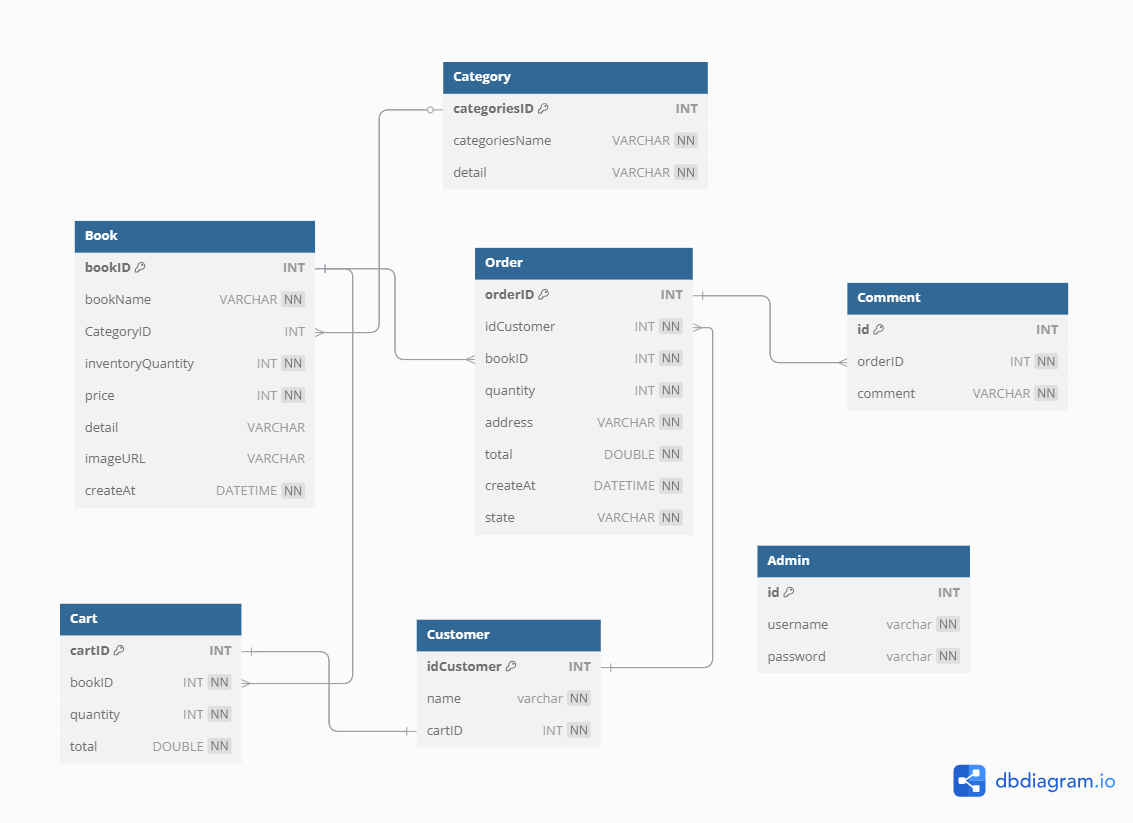 Category
categoriesID INT
categoriesName VARCHAR NN
detail VARCHAR NN
Book
bookID INT
bookName VARCHAR NN
CategoryID INT
inventoryQuantity INT NN
price INT NN
detail VARCHAR
imageURL VARCHAR
createAt DATETIME NN
Order
orderID INT
idCustomer INT NN
bookID INT NN
quantity INT NN
address VARCHAR NN
total DOUBLE NN
createAt DATETIME NN
state VARCHAR NN
Comment
id INT
orderID INT NN
comment VARCHAR NN
Cart
cartID INT
bookID INT NN
quantity INT NN
total DOUBLE NN
Customer
idCustomer INT
name varchar NN
cartID INT NN
Admin
id INT
username varchar NN
password varchar NN
dbdiagram.io